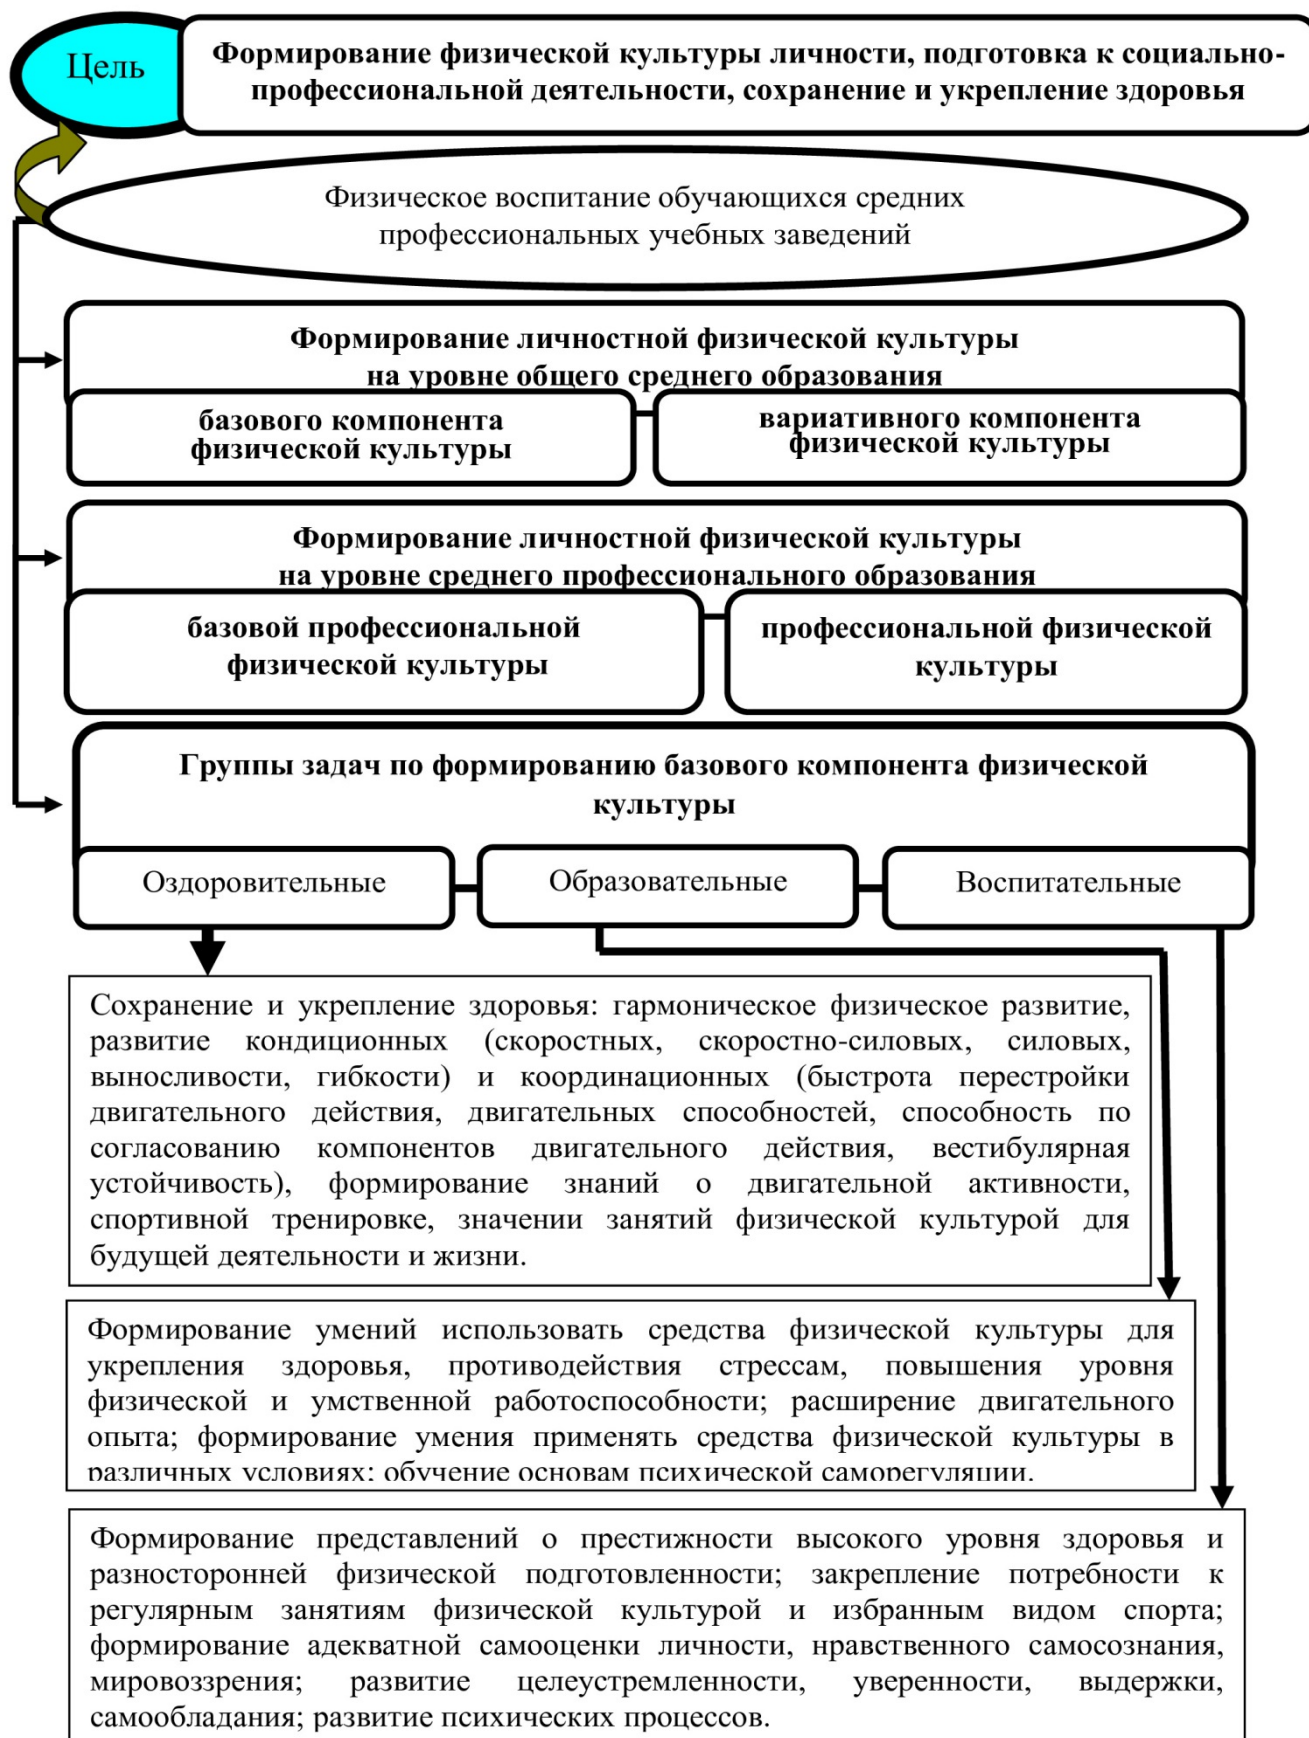 Цель
Формирование физической культуры личности, подготовка к социально-
профессиональной деятельности, сохранение и укрепление здоровья
Физическое воспитание обучающихся средних
профессиональных учебных заведений
Формирование личностной физической культуры
на уровне общего среднего образования
базового компонента
физической культуры
вариативного компонента
физической культуры
Формирование личностной физической культуры
на уровне среднего профессионального образования
базовой профессиональной
физической культуры
профессиональной физической
культуры
Группы задач по формированию базового компонента физической
культуры
Оздоровительные
Образовательные
Воспитательные
Сохранение и укрепление здоровья: гармоническое физическое развитие,
развитие кондиционных (скоростных, скоростно-силовых, силовых,
выносливости, гибкости) и координационных (быстрота перестройки
двигательного действия, двигательных способностей, способность по
согласованию компонентов двигательного действия, вестибулярная
устойчивость), формирование знаний о двигательной активности,
спортивной тренировке, значении занятий физической культурой для
будущей деятельности и жизни.
Формирование умений использовать средства физической культуры для
укрепления здоровья, противодействия стрессам, повышения уровня
физической и умственной работоспособности; расширение двигательного
опыта; формирование умения применять средства физической культуры в
различных условиях; обучение основам психической саморегуляции.
Формирование представлений о престижности высокого уровня здоровья и
разносторонней физической подготовленности; закрепление потребности к
регулярным занятиям физической культурой и избранным видом спорта;
формирование адекватной самооценки личности, нравственного самосознания,
мировоззрения; развитие целеустремленности, уверенности, выдержки,
самообладания; развитие психических процессов.